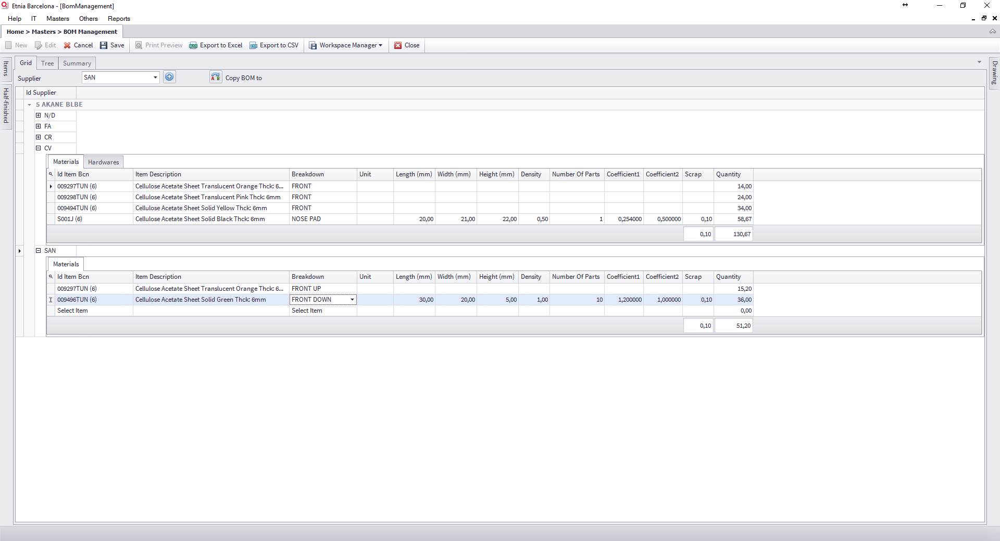 Etnia Barcelona - [BomManagement]
Help IT Masters Others Reports
Home > Masters > BOM Management
New Edit Cancel Save Print Preview Export to Excel Export to CSV Workspace Manager Close
Items
Half-finished
Drawing
Grid Tree Summary
Supplier SAN Copy BOM to
Id Supplier
5 AKANE BLBE
N/D
FA
CR
CV
Materials Hardwares
Id Item Bcn Item Description Breakdown Unit Length (mm) Width (mm) Height (mm) Density Number Of Parts Coefficient1 Coefficient2 Scrap Quantity
009297TUN (6) Cellulose Acetate Sheet Translucent Orange Thck: 6... FRONT 14,00
009298TUN (6) Cellulose Acetate Sheet Translucent Pink Thck: 6mm FRONT 24,00
009494TUN (6) Cellulose Acetate Sheet Solid Yellow Thck: 6mm FRONT 34,00
S001J (6) Cellulose Acetate Sheet Solid Black Thck: 6mm NOSE PAD 20,00 21,00 22,00 0,50 1 0,254000 0,500000 0,10 58,67
0,10 130,67
SAN
Materials
Id Item Bcn Item Description Breakdown Unit Length (mm) Width (mm) Height (mm) Density Number Of Parts Coefficient1 Coefficient2 Scrap Quantity
009297TUN (6) Cellulose Acetate Sheet Translucent Orange Thck: 6... FRONT UP 15,20
009496TUN (6) Cellulose Acetate Sheet Solid Green Thck: 6mm FRONT DOWN 30,00 20,00 5,00 1,00 10 1,200000 1,000000 0,10 36,00
Select Item Select Item 0,00
0,10 51,20